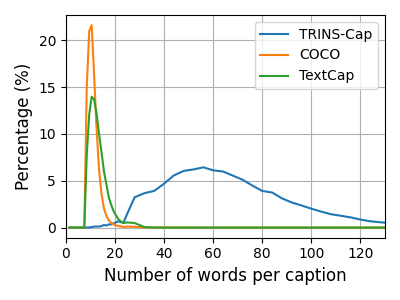 TRINS-Cap
COCO
TextCap
Percentage (%)
20
15
10
5
0
0 20 40 60 80 100 120
Number of words per caption